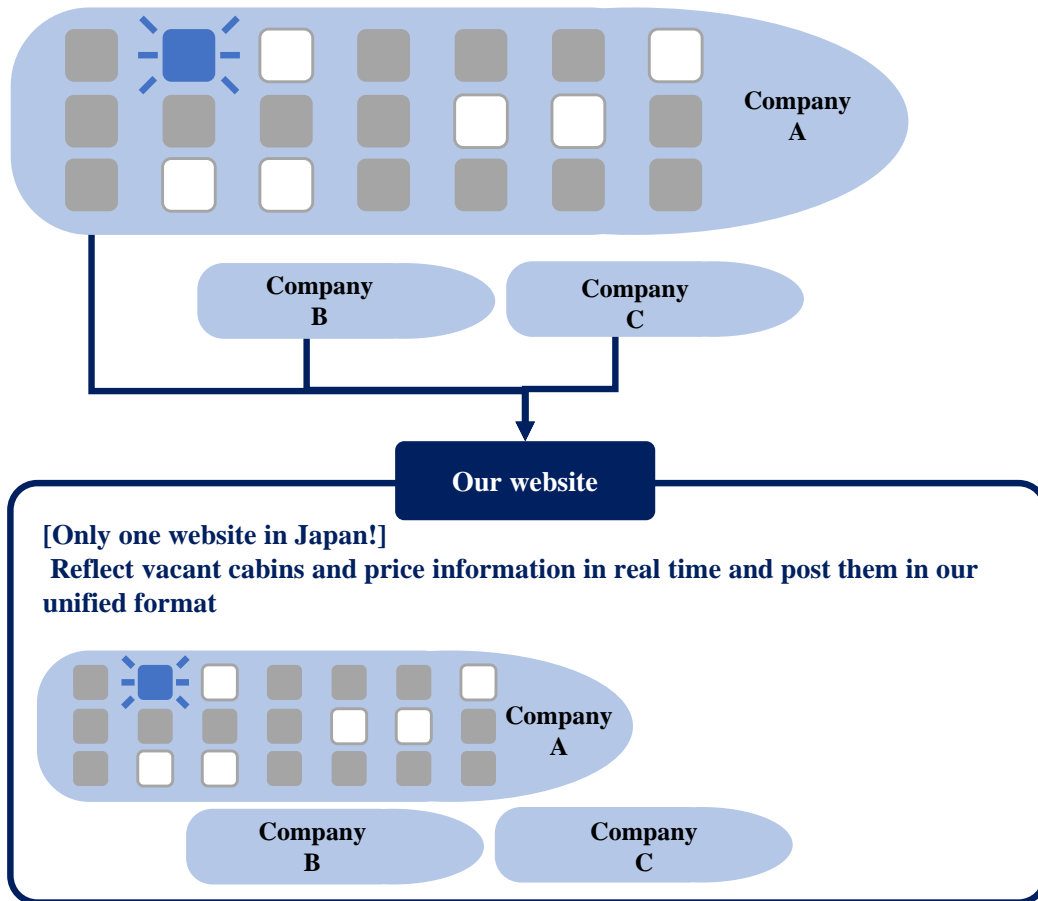 Company
A
Company
B
Company
C
Our website
[Only one website in Japan!]
Reflect vacant cabins and price information in real time and post them in our
unified format
Company
A
Company
B
Company
C